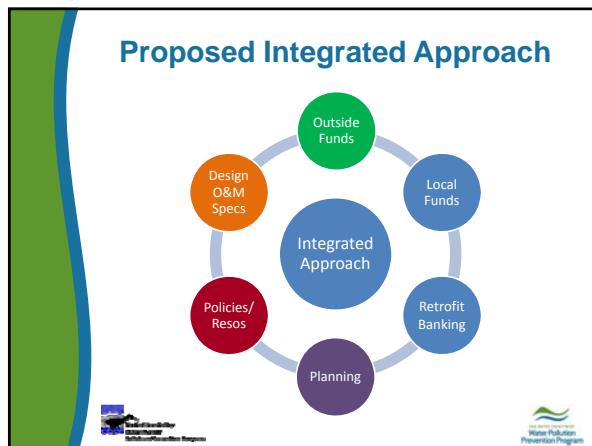 Proposed Integrated Approach
Outside
Funds
Design
O&M
Specs
Local
Funds
Integrated
Approach
Policies/
Resos
Retrofit
Banking
Planning
Water Pollution
Prevention Program